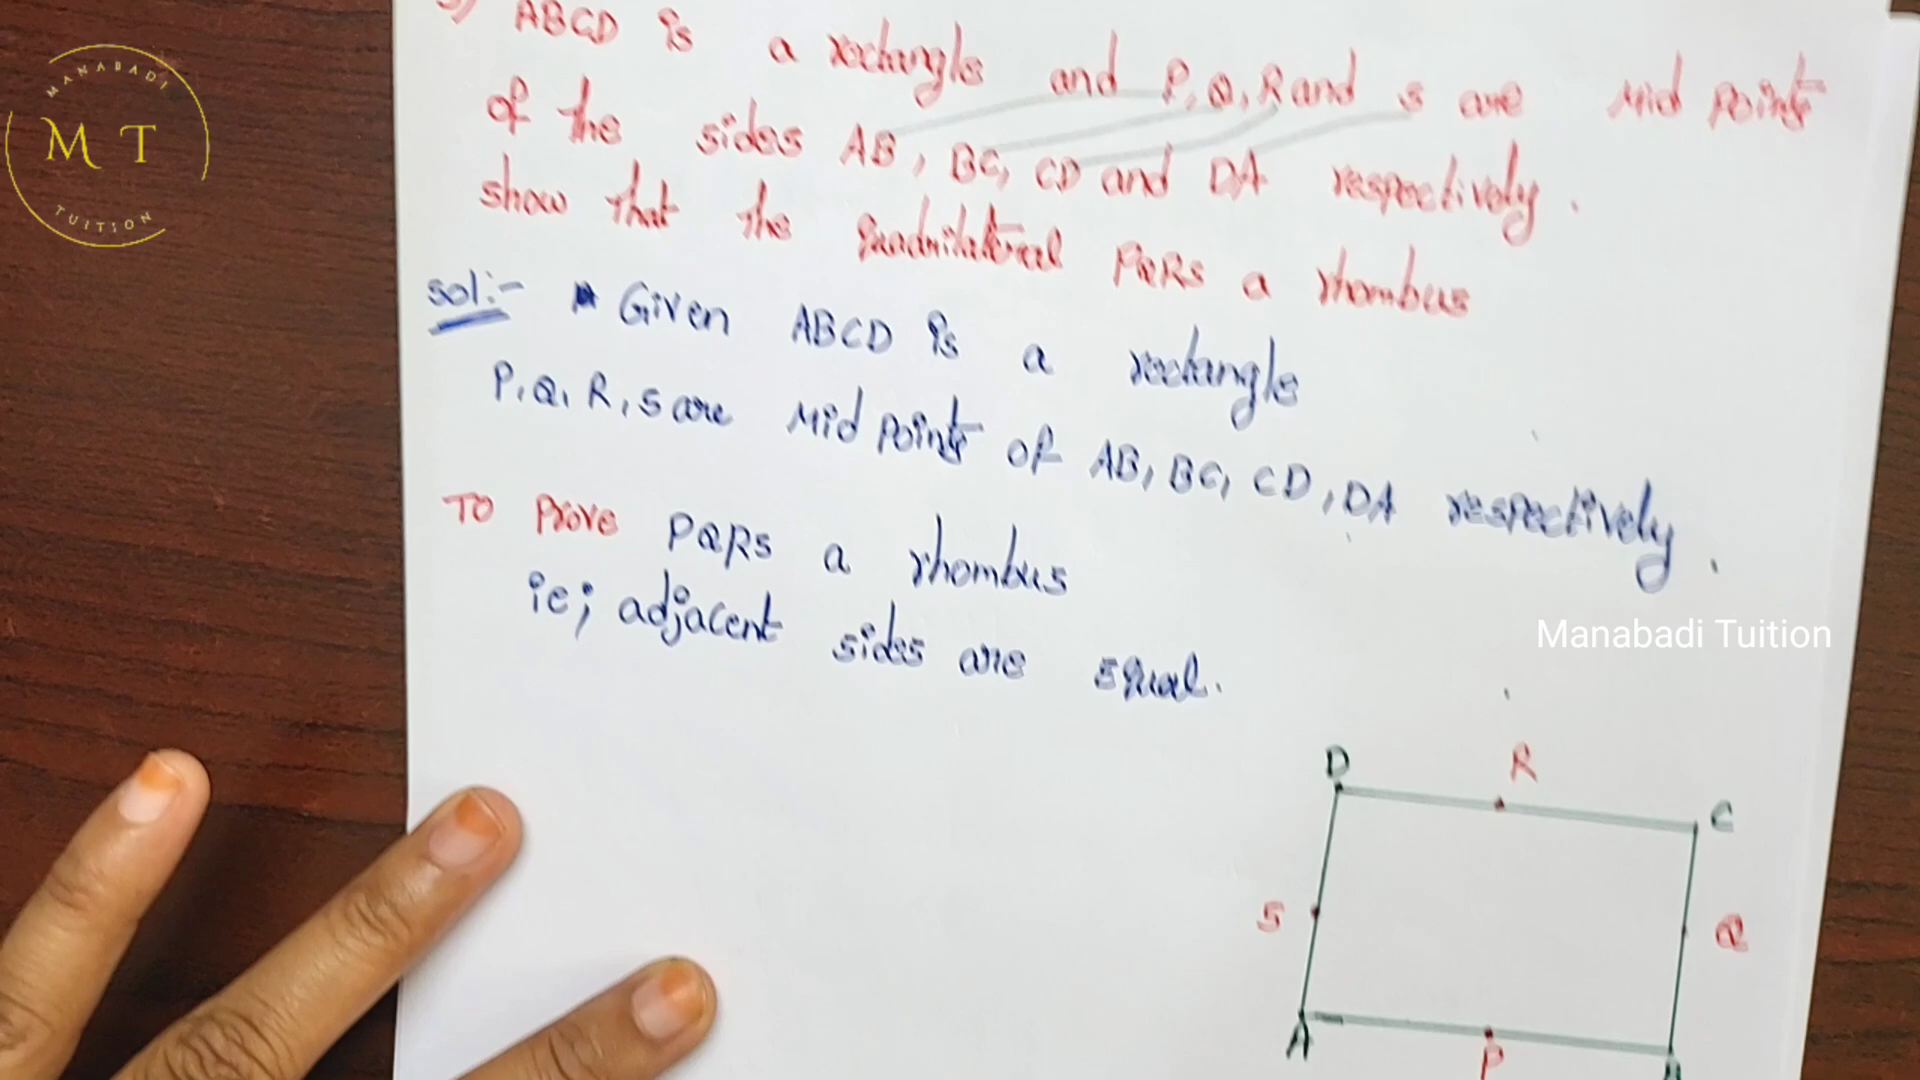 MANABADI
M T
TUITION
ABCD is a rectangle and P, Q, R and S are Mid points
of the sides AB, BC, CD and DA respectively.
show that the quadrilateral PQRS a rhombus
Sol:- Given ABCD is a rectangle
P, Q, R, S are Mid points of AB, BC, CD, DA respectively.
To Prove PQRS a rhombus
ie; adjacent sides are Equal.
Manabadi Tuition
D R C
S Q
A P